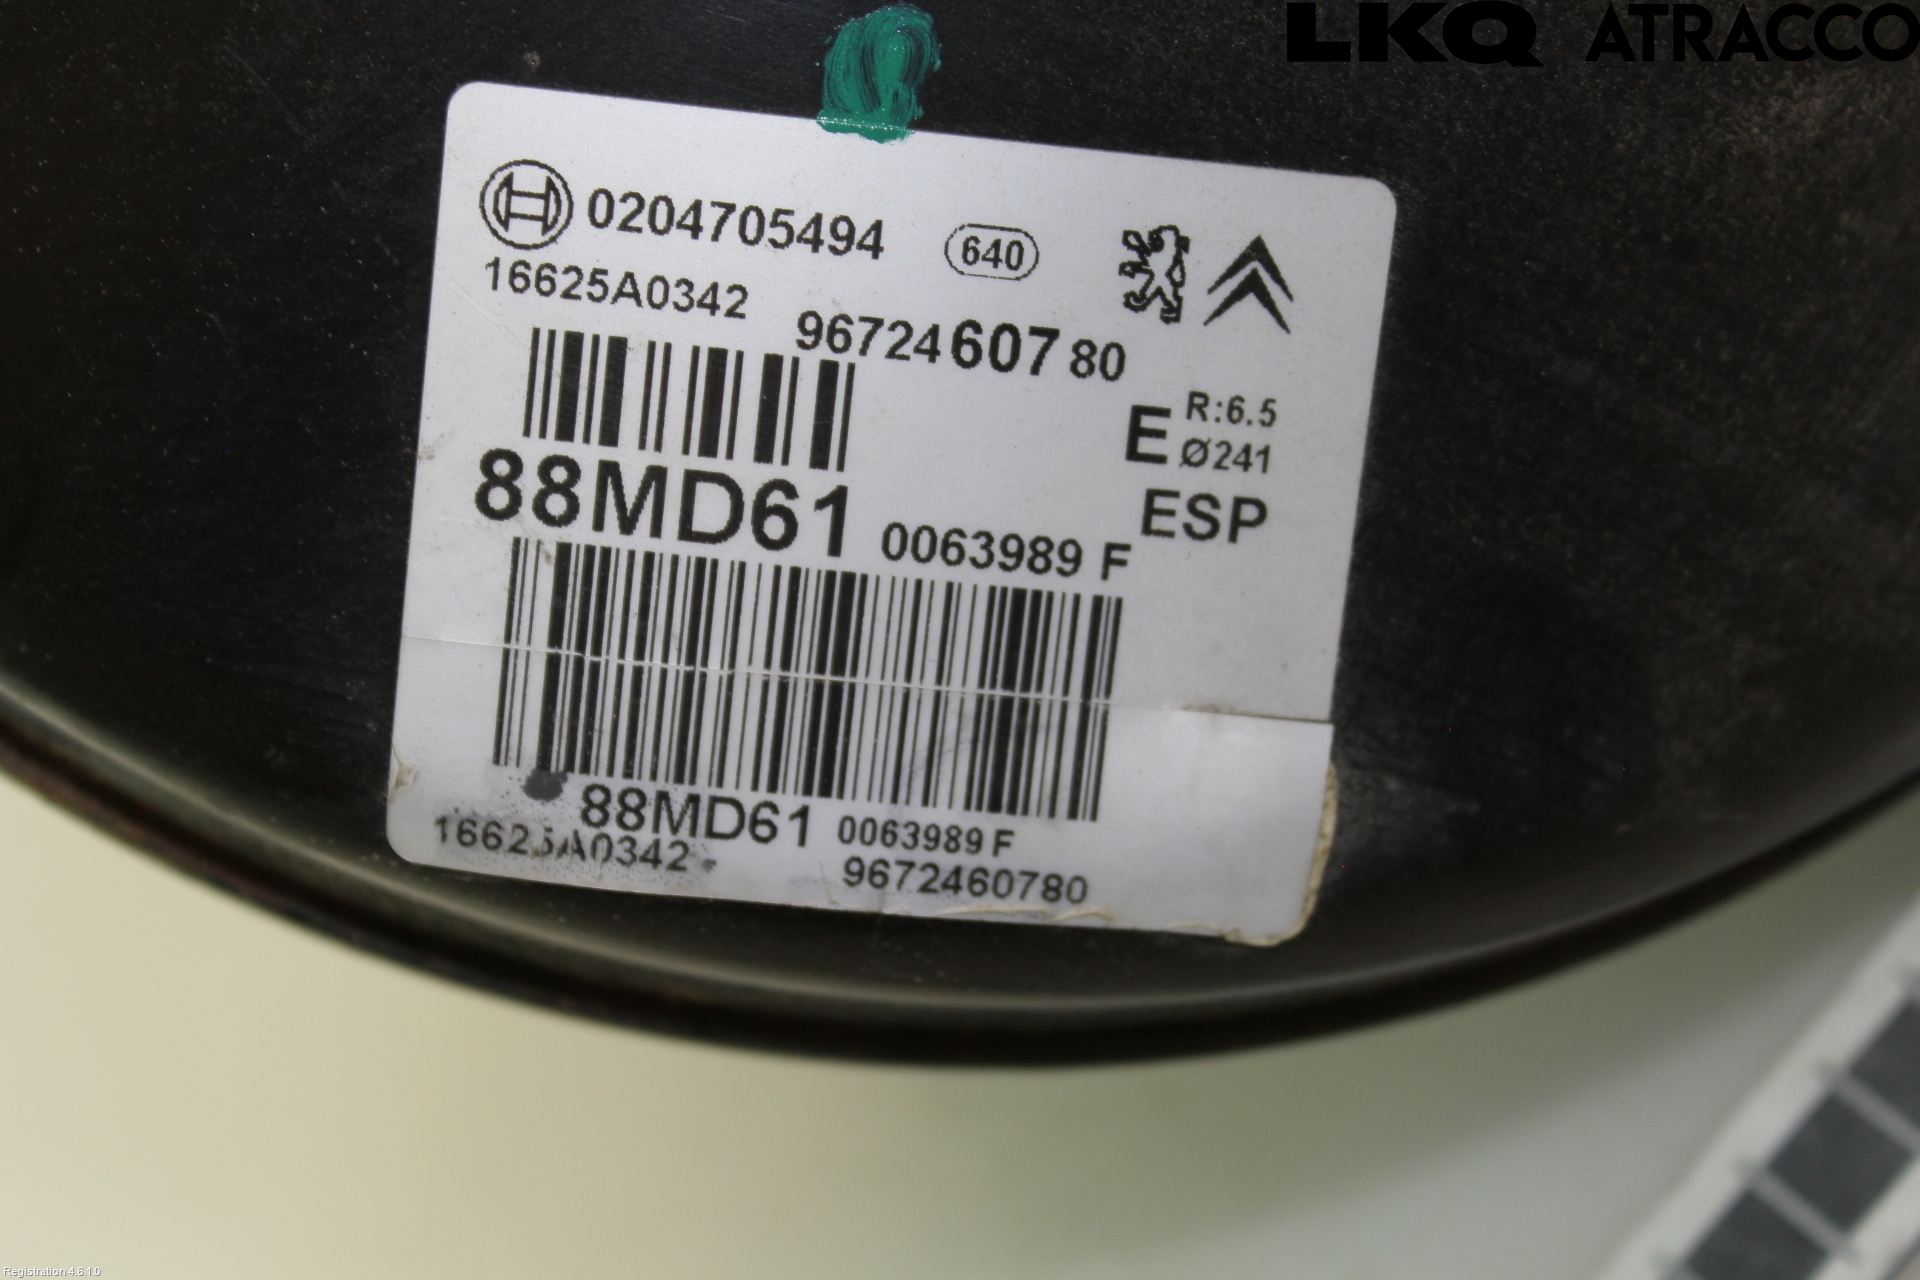 LKQ ATRACCO
0204705494 640
16625A0342
9672460780
E R:6.5
Ø241
ESP
88MD61 0063989 F
88MD61 0063989 F
16625A0342 9672460780
Registration 4.6.1.0